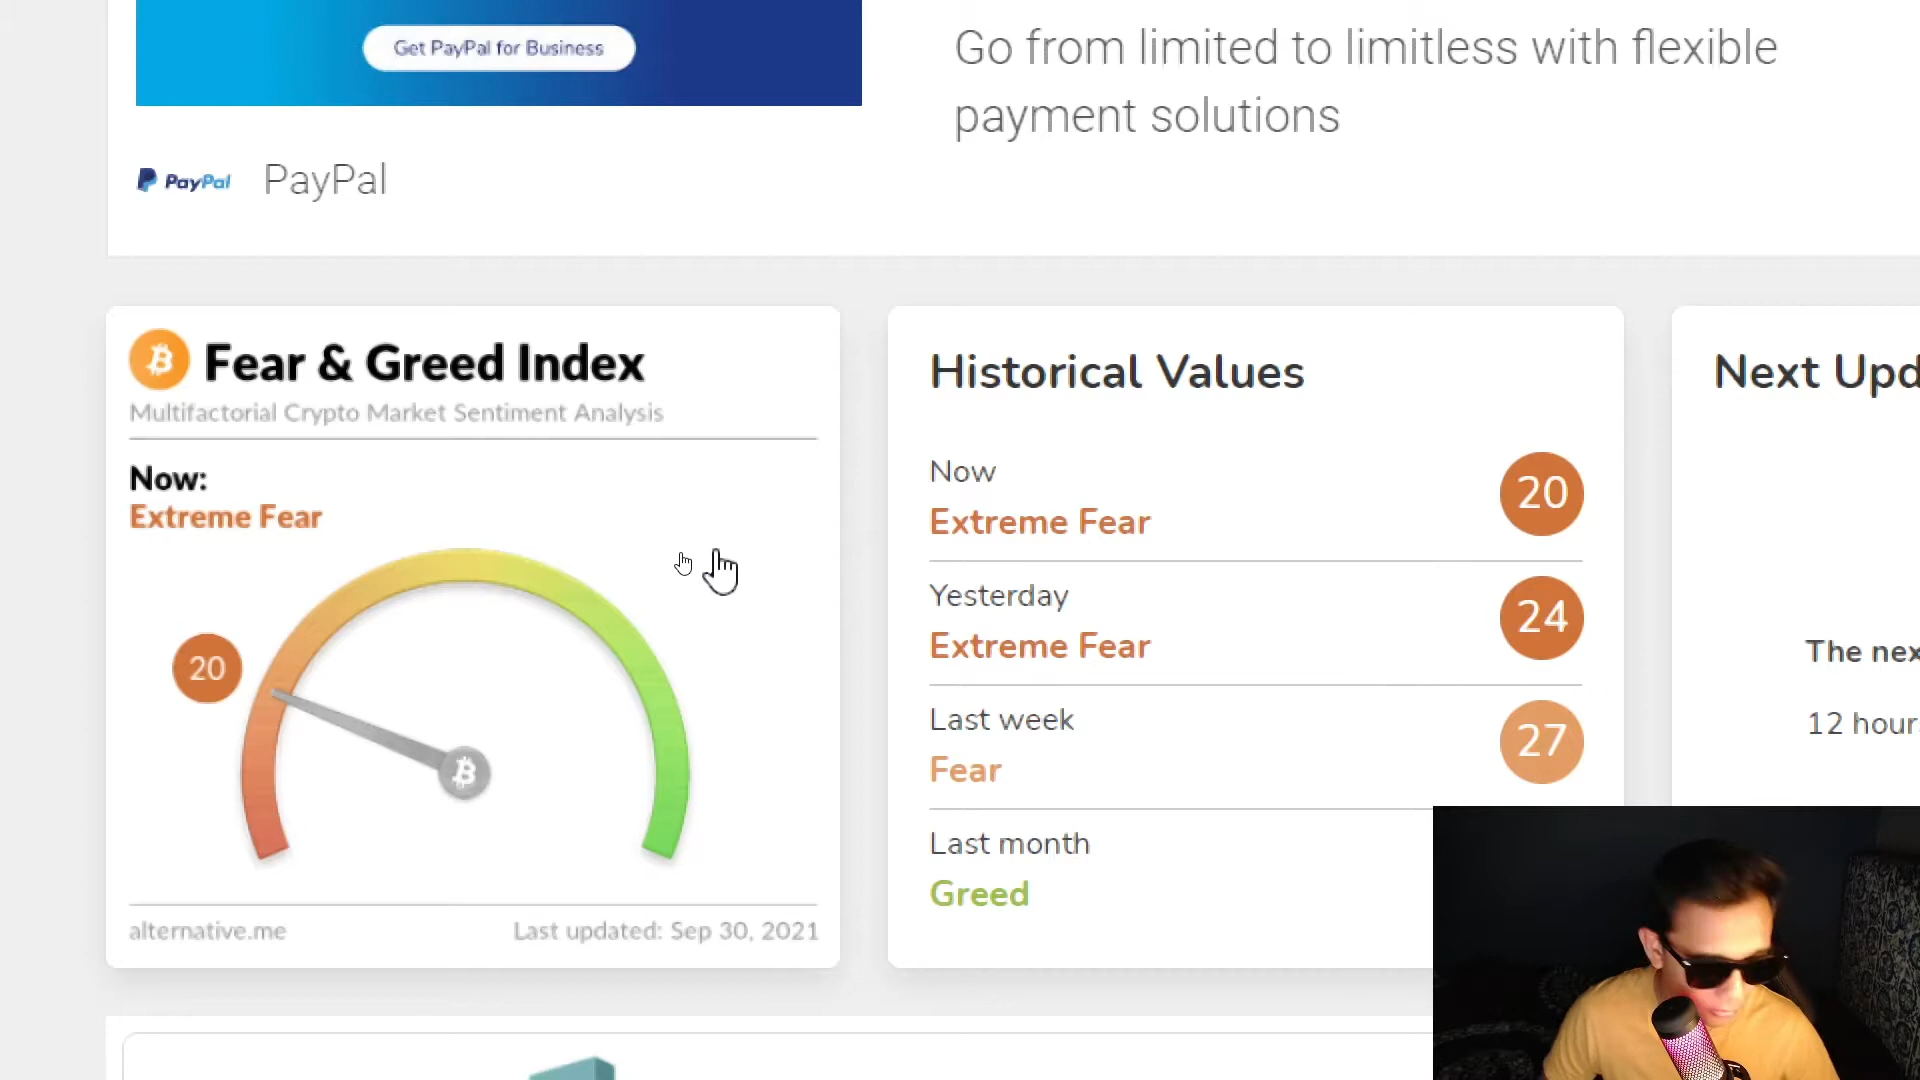 Get PayPal for Business
Go from limited to limitless with flexible
payment solutions
PayPal PayPal
Fear & Greed Index
Multifactorial Crypto Market Sentiment Analysis
Now:
Extreme Fear
20
alternative.me Last updated: Sep 30, 2021
Historical Values
Now
Extreme Fear
20
Yesterday
Extreme Fear
24
Last week
Fear
27
Last month
Greed
Next Upd
The nex
12 hour